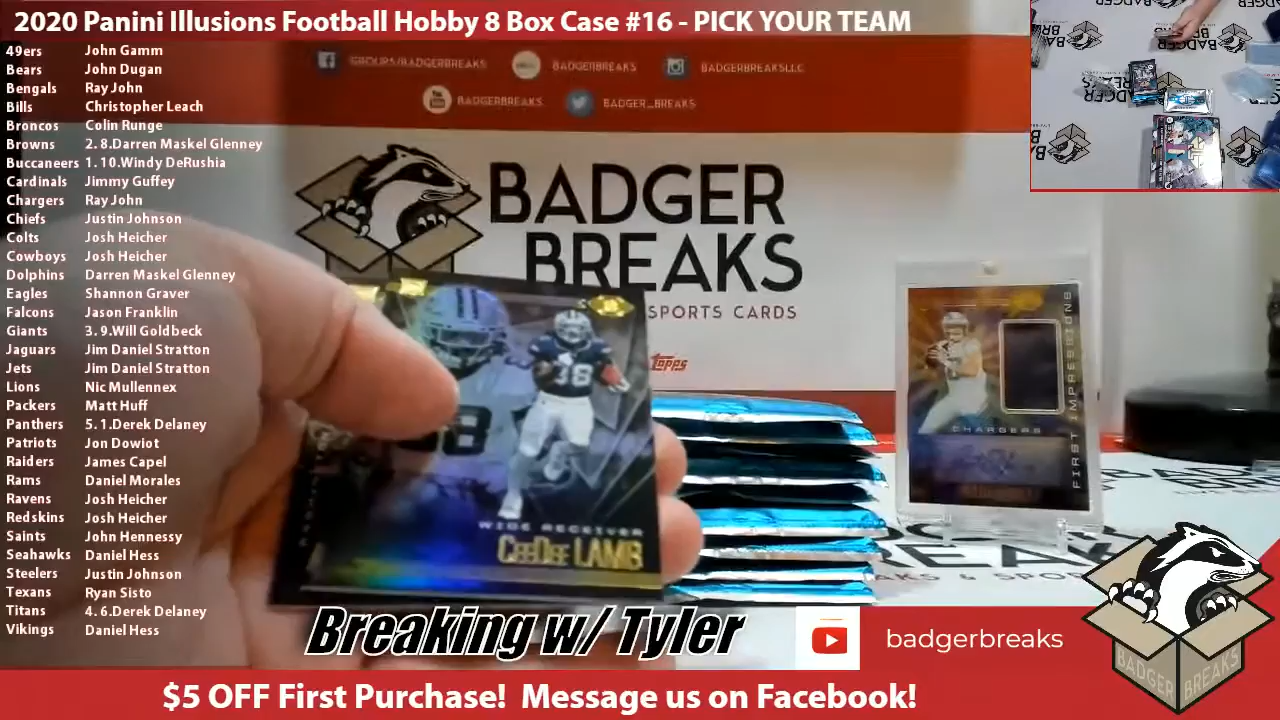 2020 Panini Illusions Football Hobby 8 Box Case #16 - PICK YOUR TEAM
49ers John Gamm
Bears John Dugan
Bengals Ray John
Bills Christopher Leach
Broncos Colin Runge
Browns 2. 8.Darren Maskel Glenney
Buccaneers 1. 10.Windy DeRushia
Cardinals Jimmy Guffey
Chargers Ray John
Chiefs Justin Johnson
Colts Josh Heicher
Cowboys Josh Heicher
Dolphins Darren Maskel Glenney
Eagles Shannon Graver
Falcons Jason Franklin
Giants 3. 9.Will Goldbeck
Jaguars Jim Daniel Stratton
Jets Jim Daniel Stratton
Lions Nic Mullennex
Packers Matt Huff
Panthers 5. 1.Derek Delaney
Patriots Jon Dowiot
Raiders James Capel
Rams Daniel Morales
Ravens Josh Heicher
Redskins Josh Heicher
Saints John Hennessy
Seahawks Daniel Hess
Steelers Justin Johnson
Texans Ryan Sisto
Titans 4. 6.Derek Delaney
Vikings Daniel Hess
GROUPS/BADGERBREAKS BADGERBREAKS BADGERBREAKSLLC
BADGERBREAKS BADGER_BREAKS
BADGER
BREAKS
SPORTS CARDS
Topps
38
WIDE RECEIVER
CEEDEE LAMB
CHARGERS
FIRST IMPRESSIONS
Breaking w/ Tyler
badgerbreaks
BADGER BREAKS
$5 OFF First Purchase! Message us on Facebook!